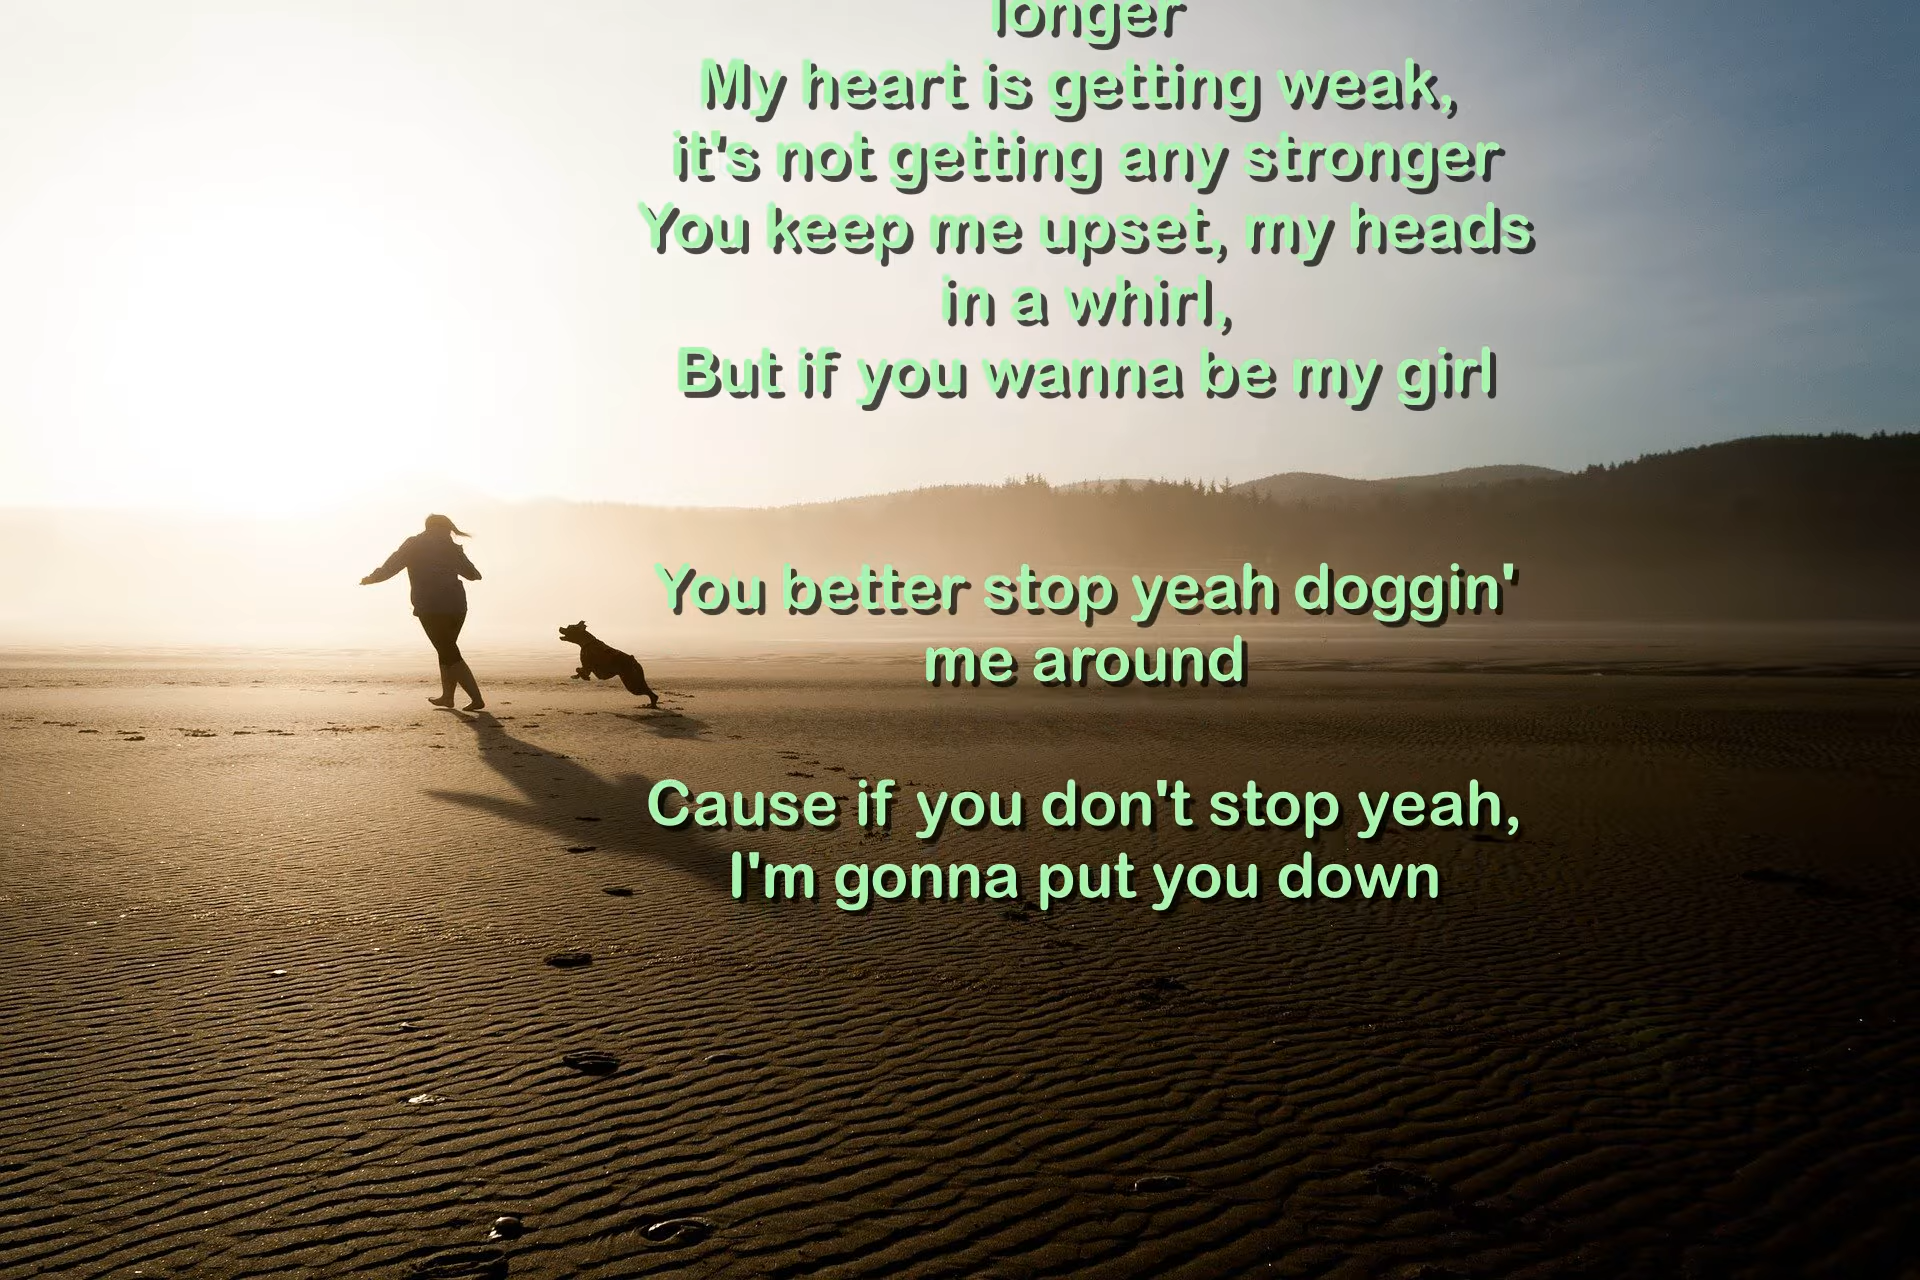 longer
My heart is getting weak,
it's not getting any stronger
You keep me upset, my heads
in a whirl,
But if you wanna be my girl
You better stop yeah doggin'
me around
Cause if you don't stop yeah,
I'm gonna put you down